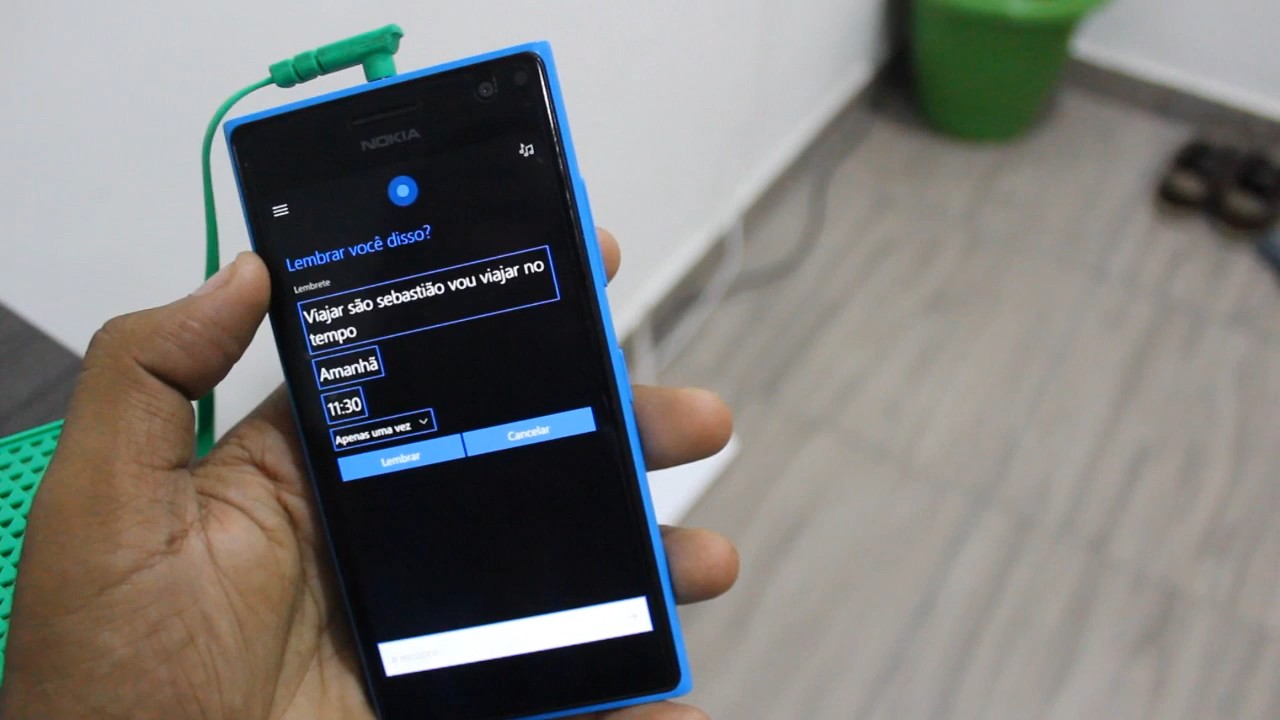 NOKIA
Lembrar você disso?
Lembrete
Viajar são sebastião vou viajar no
tempo
Amanhã
11:30
Apenas uma vez
Lembrar
Cancelar